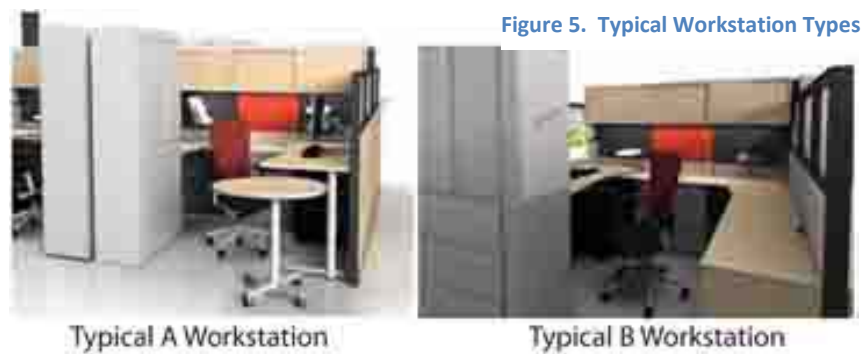 Figure 5. Typical Workstation Types
Typical A Workstation
Typical B Workstation